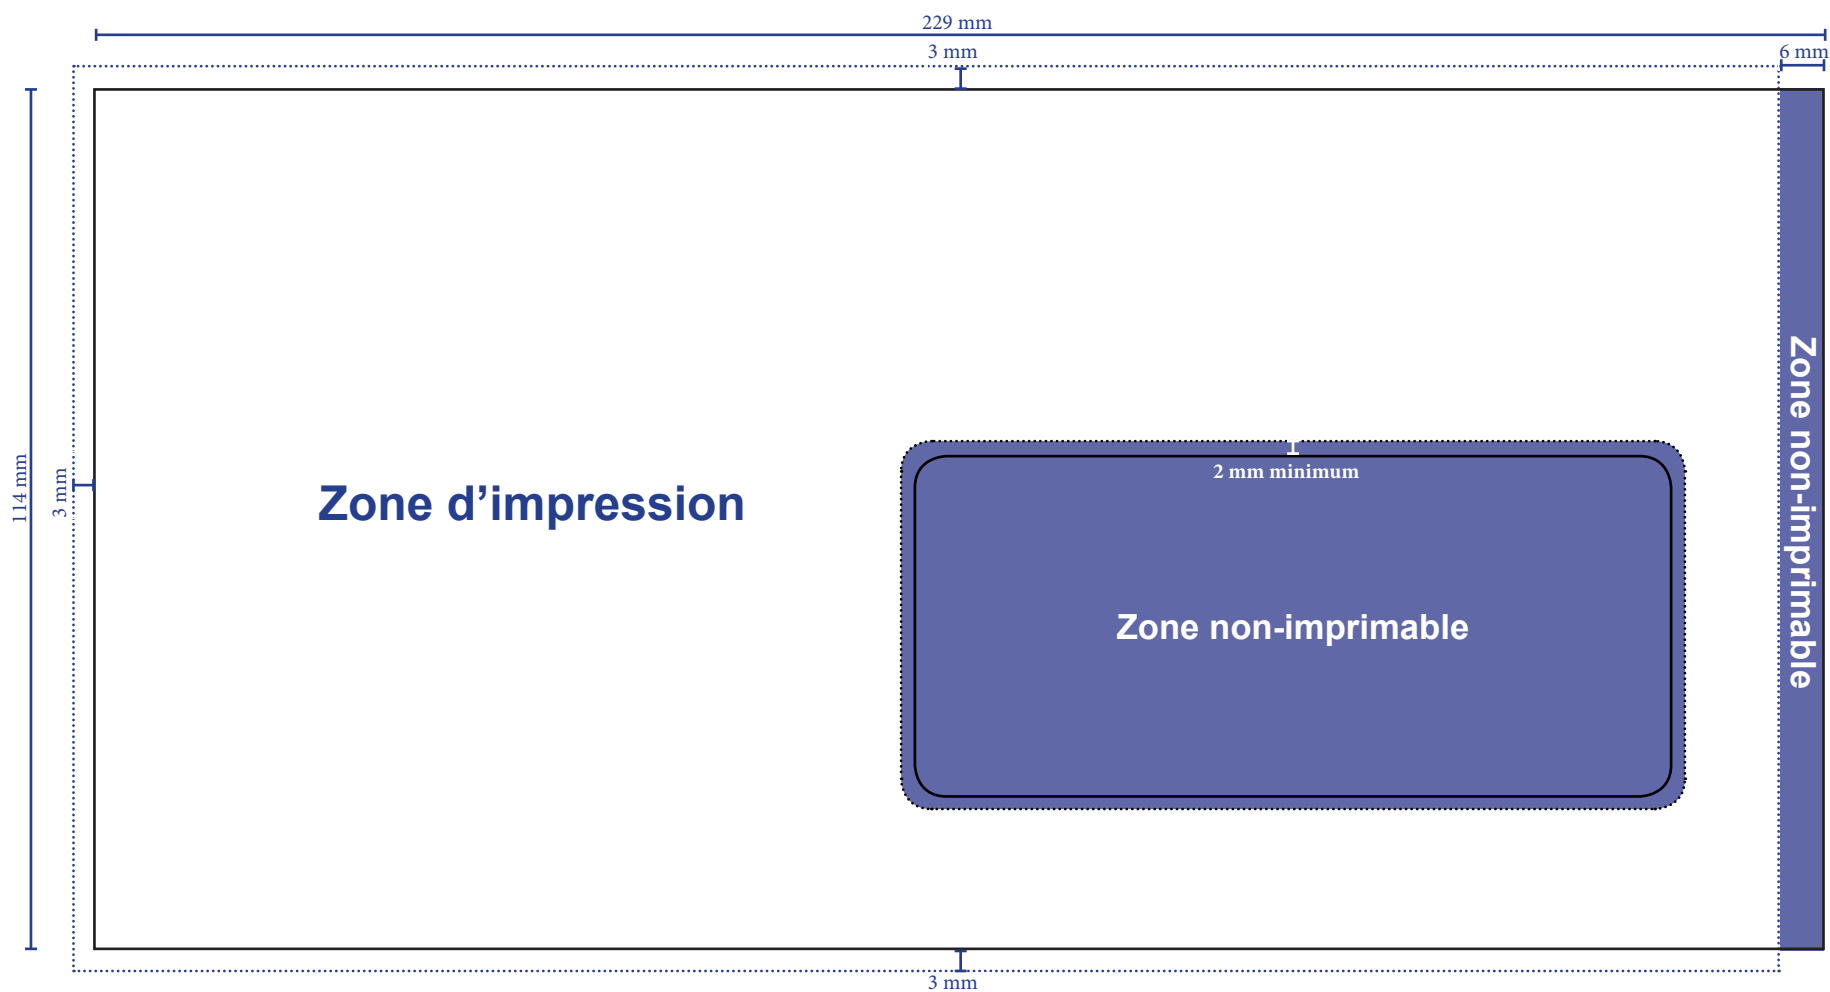 229 mm
3 mm
6 mm
114 mm
3 mm
Zone d’impression
2 mm minimum
Zone non-imprimable
Zone non-imprimable
3 mm